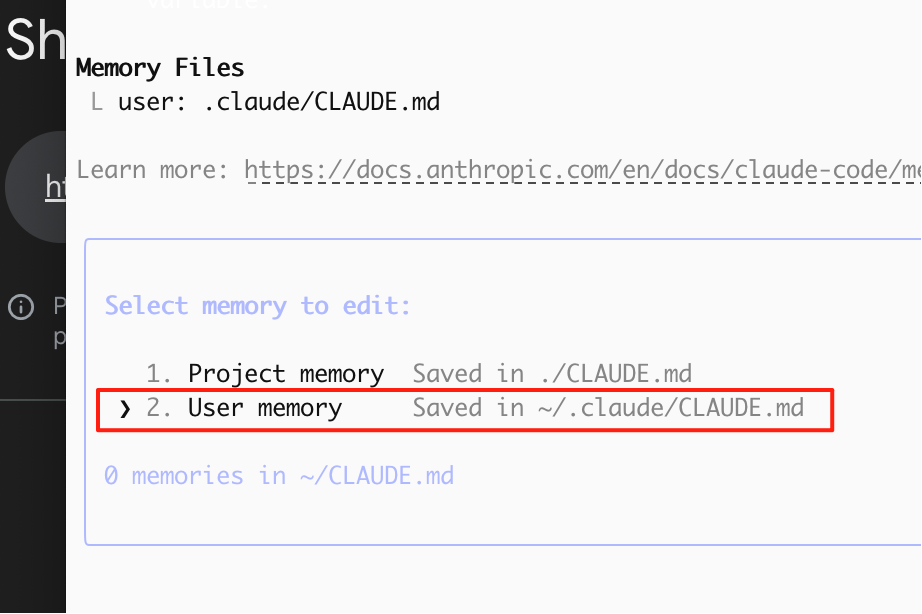 Sh
Memory Files
L user: .claude/CLAUDE.md
Learn more: https://docs.anthropic.com/en/docs/claude-code/me
ht
Select memory to edit:
P
p
1. Project memory Saved in ./CLAUDE.md
❯ 2. User memory Saved in ~/.claude/CLAUDE.md
0 memories in ~/CLAUDE.md